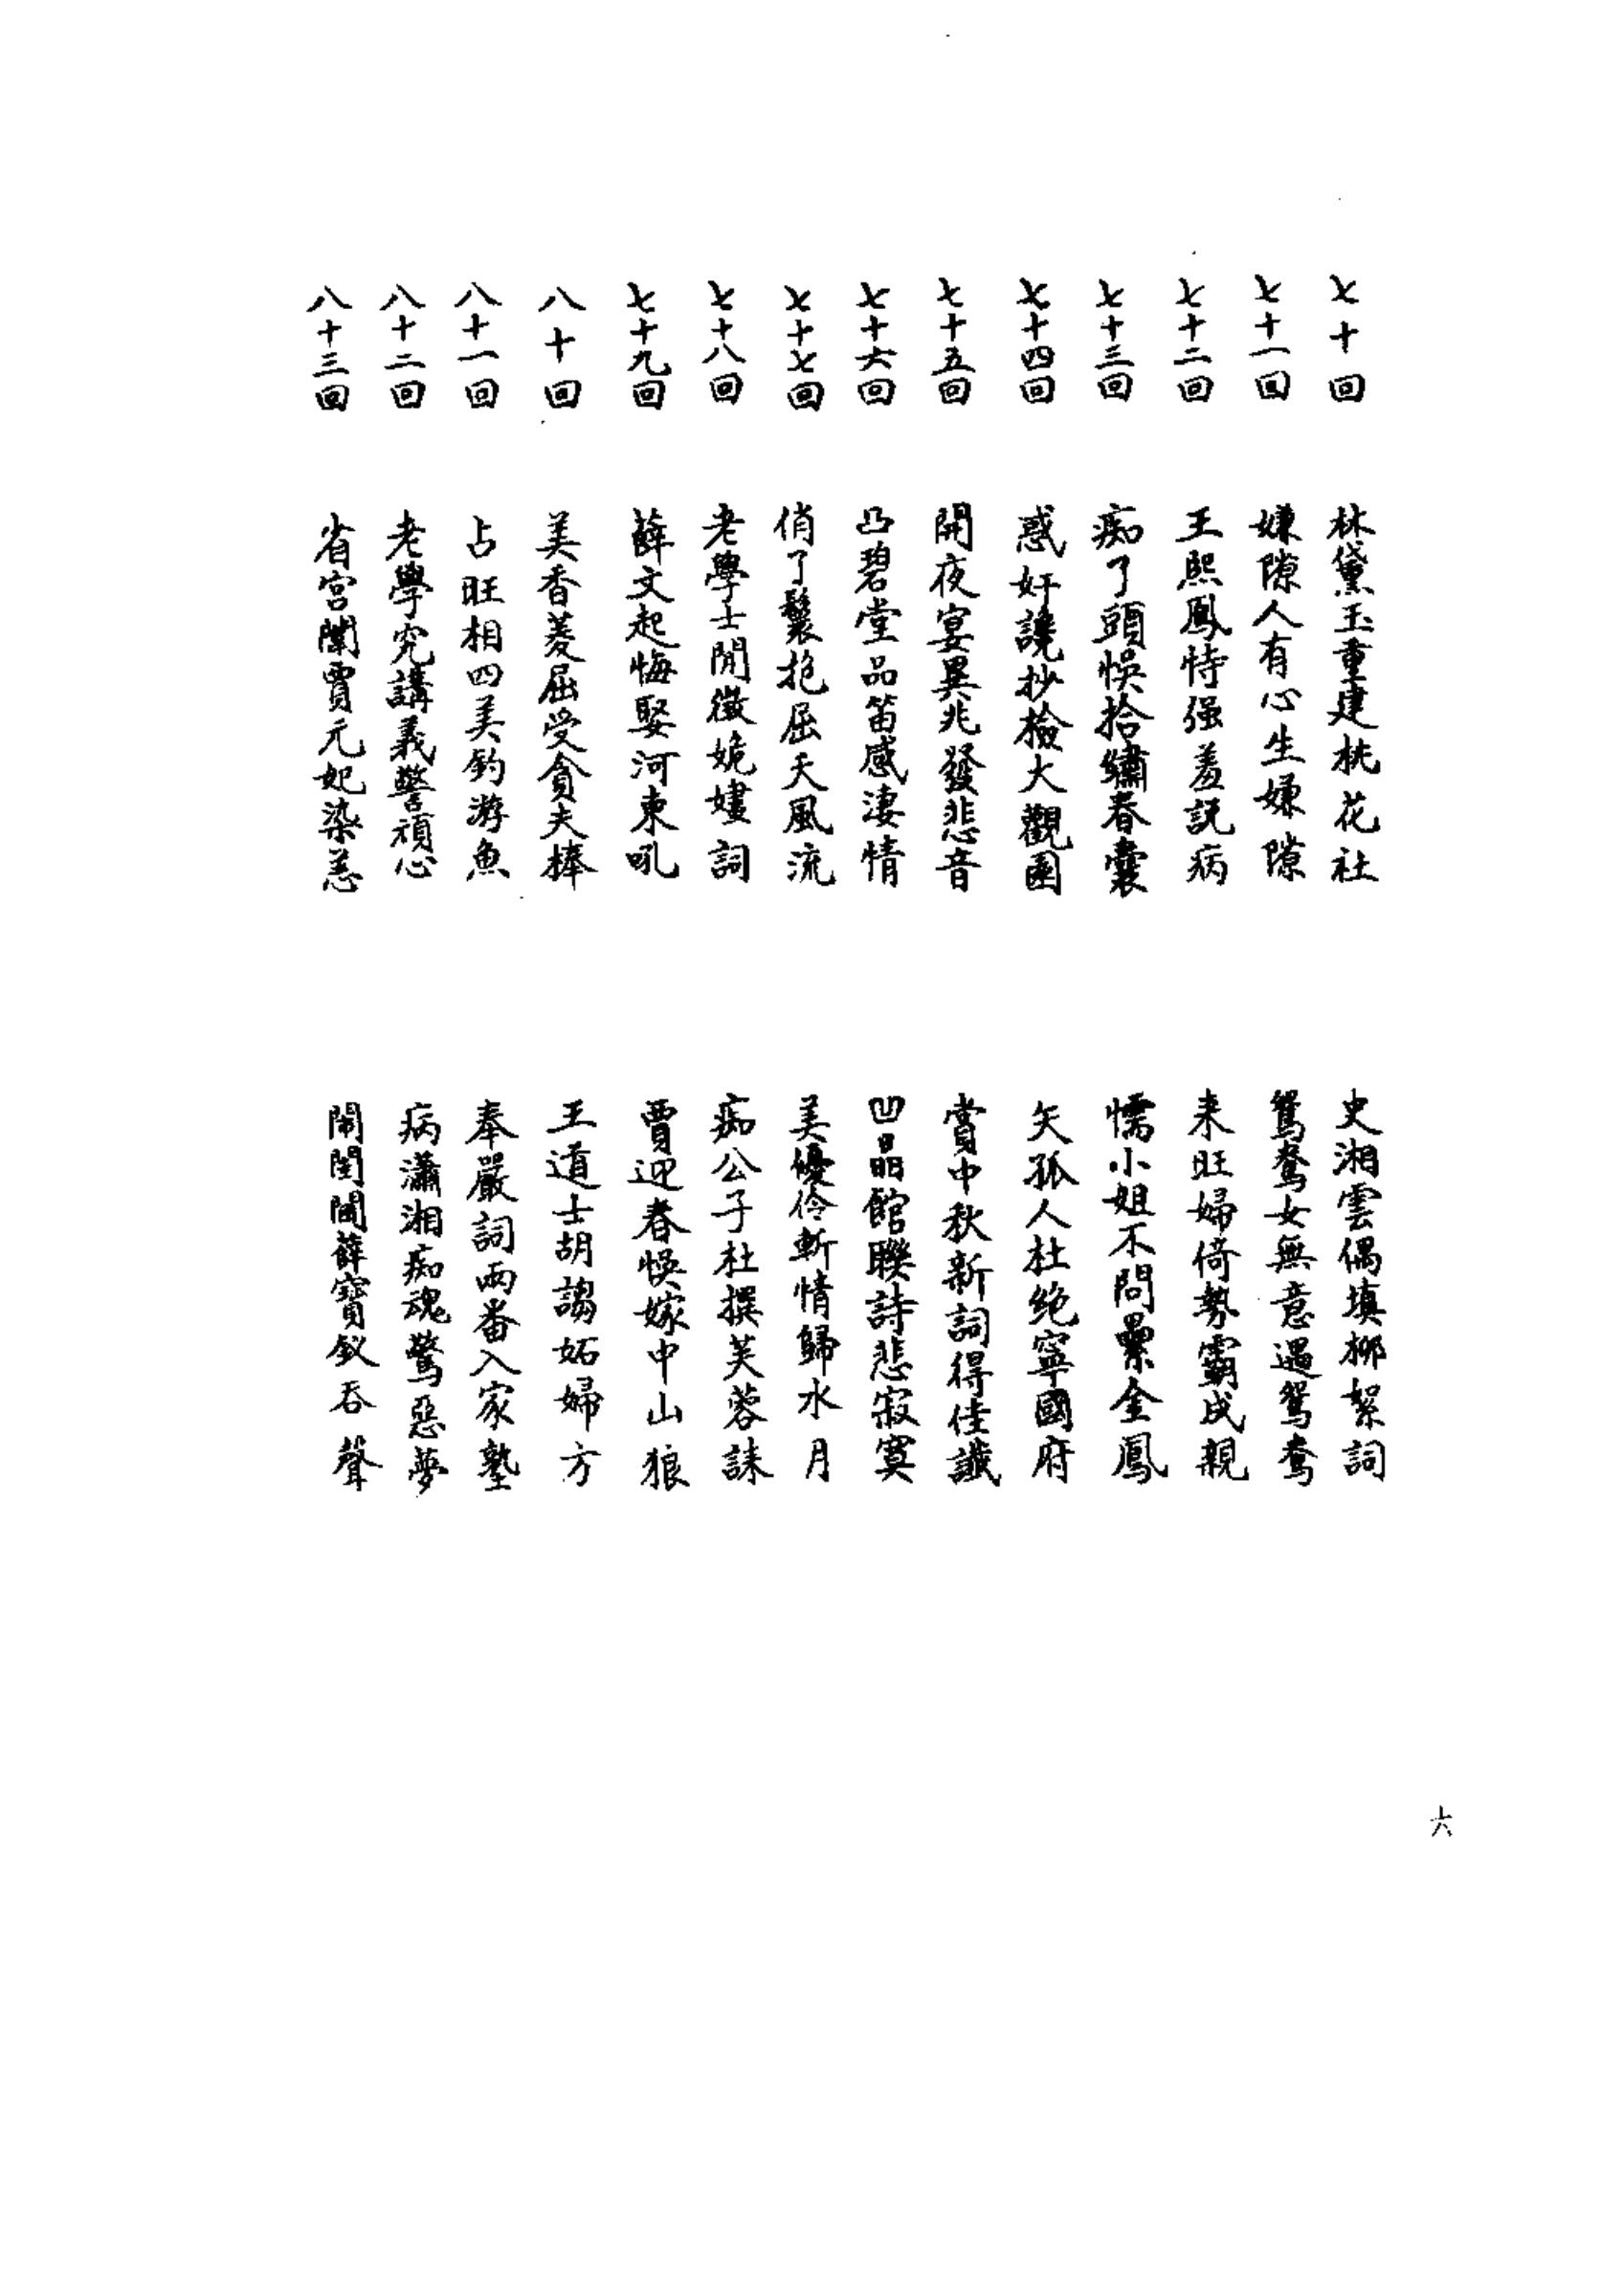 七十回 林黛玉重建桃花社 史湘雲偶填柳絮詞
七十一回 嫌隙人有心生嫌隙 鴛鴦女無意遇鴛鴦
七十二回 王熙鳳恃强羞説病 来旺婦倚勢霸成親
七十三回 痴丫頭悞拾繡春囊 懦小姐不問纍金鳳
七十四回 惑奸讒抄檢大觀園 矢孤人杜绝寧國府
七十五回 開夜宴異兆發悲音 賞中秋新詞得佳讖
七十六回 凸碧堂品笛感凄情 凹晶館聯詩悲寂寞
七十七回 俏丫鬟抱屈夭風流 美優伶斬情歸水月
七十八回 老學士閒徵姽嫿詞 痴公子杜撰芙蓉誄
七十九回 薛文起悔娶河東吼 賈迎春悞嫁中山狼
八十回 美香菱屈受貪夫棒 王道士胡謅妬婦方
八十一回 占旺相四美釣游魚 奉嚴詞兩番入家塾
八十二回 老學究講義警頑心 病瀟湘痴魂驚惡夢
八十三回 省宮闈賈元妃染恙 鬧閨閫薛寶釵吞聲
六